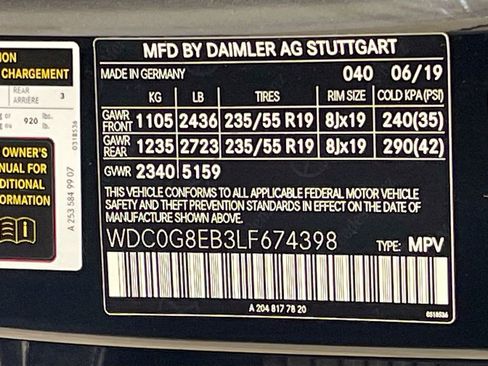 ION
CHARGEMENT
REAR
ARRIÈRE 3
920 lbs.
OWNER'S
NUAL FOR
DITIONAL
FORMATION
A 253 584 99 07
0318536
MFD BY DAIMLER AG STUTTGART
MADE IN GERMANY 040 06/19
KG LB TIRES RIM SIZE COLD KPA(PSI)
GAWR FRONT 1105 2436 235/55 R19 8Jx19 240(35)
GAWR REAR 1235 2723 235/55 R19 8Jx19 290(42)
GVWR 2340 5159
THIS VEHICLE CONFORMS TO ALL APPLICABLE FEDERAL MOTOR VEHICLE
SAFETY AND THEFT PREVENTION STANDARDS IN EFFECT ON THE DATE OF
MANUFACTURE SHOWN ABOVE.
WDC0G8EB3LF674398 TYPE: MPV
A 204 817 78 20
0318536